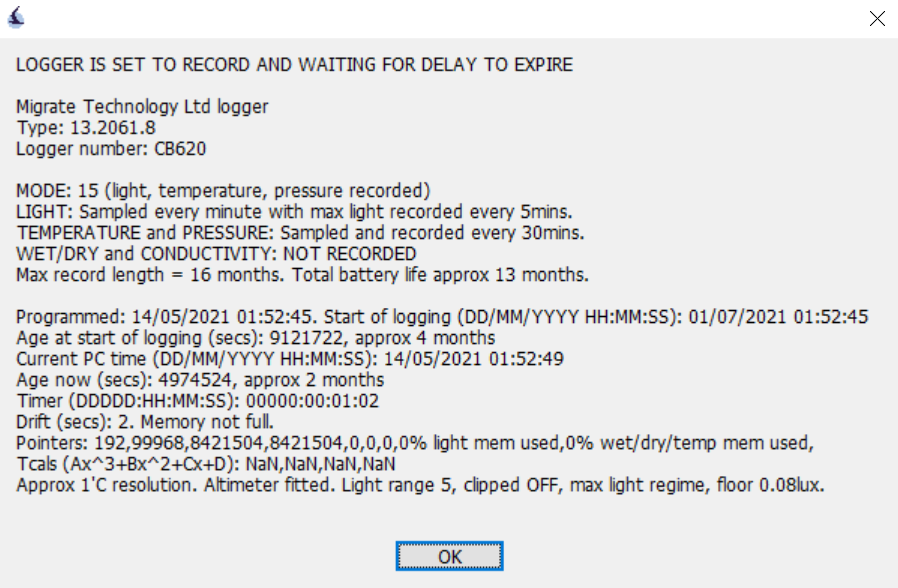 LOGGER IS SET TO RECORD AND WAITING FOR DELAY TO EXPIRE
Migrate Technology Ltd logger
Type: 13.2061.8
Logger number: CB620
MODE: 15 (light, temperature, pressure recorded)
LIGHT: Sampled every minute with max light recorded every 5mins.
TEMPERATURE and PRESSURE: Sampled and recorded every 30mins.
WET/DRY and CONDUCTIVITY: NOT RECORDED
Max record length = 16 months. Total battery life approx 13 months.
Programmed: 14/05/2021 01:52:45. Start of logging (DD/MM/YYYY HH:MM:SS): 01/07/2021 01:52:45
Age at start of logging (secs): 9121722, approx 4 months
Current PC time (DD/MM/YYYY HH:MM:SS): 14/05/2021 01:52:49
Age now (secs): 4974524, approx 2 months
Timer (DDDDD:HH:MM:SS): 00000:00:01:02
Drift (secs): 2. Memory not full.
Pointers: 192,99968,8421504,8421504,0,0,0,0% light mem used,0% wet/dry/temp mem used,
Tcals (Ax^3+Bx^2+Cx+D): NaN,NaN,NaN,NaN
Approx 1'C resolution. Altimeter fitted. Light range 5, clipped OFF, max light regime, floor 0.08lux.
OK